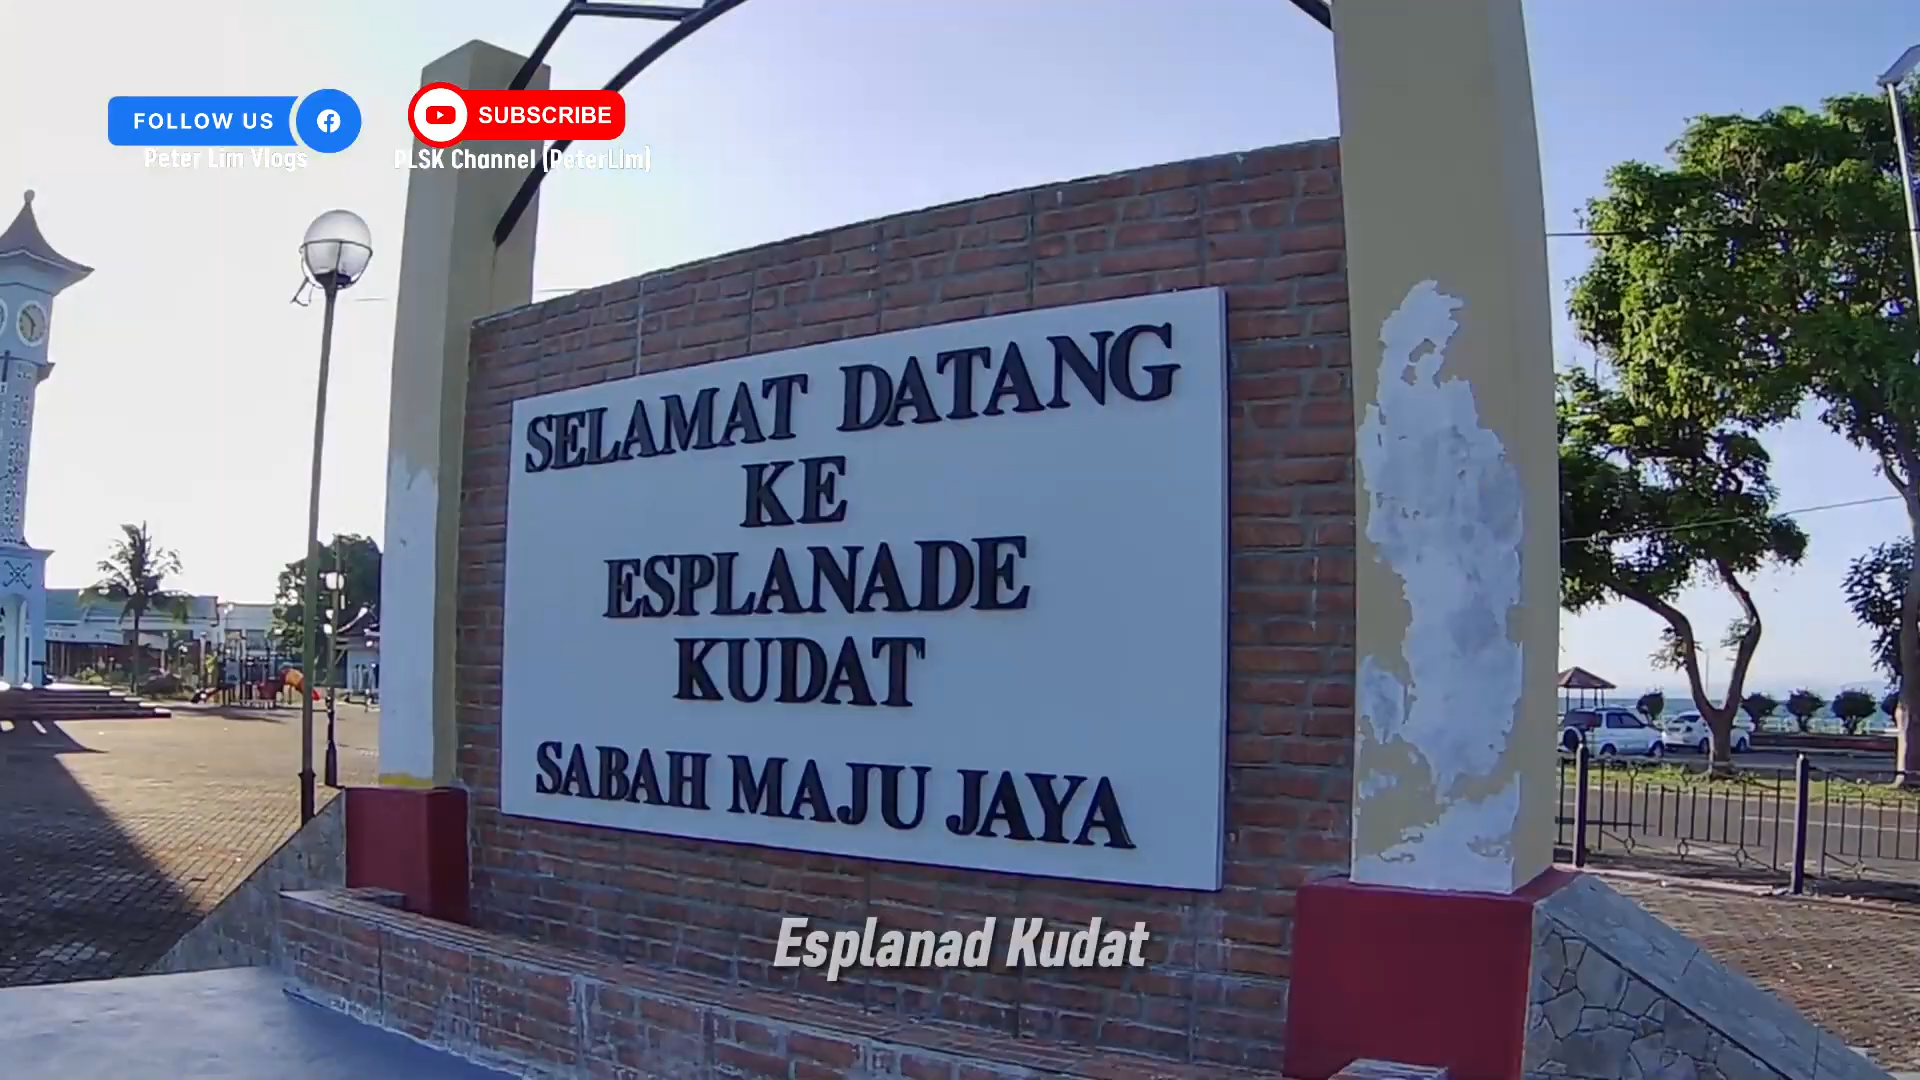 FOLLOW US
Peter Lim Vlogs
SUBSCRIBE
PLSK Channel (PeterLim)
SELAMAT DATANG
KE
ESPLANADE
KUDAT
SABAH MAJU JAYA
Esplanad Kudat